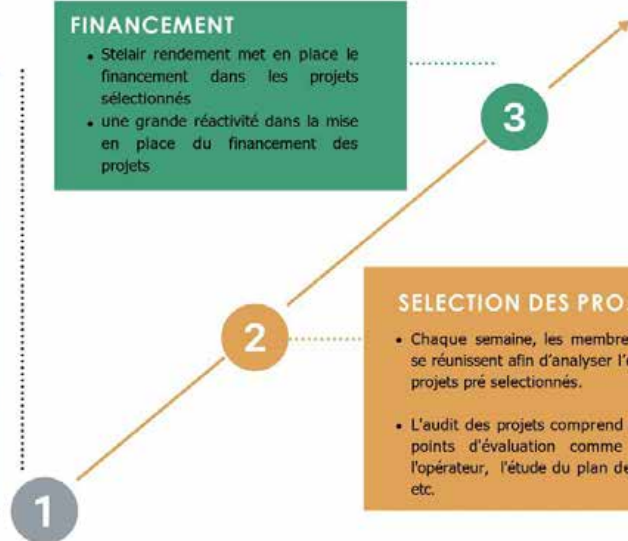 FINANCEMENT
• Stelair rendement met en place le
financement dans les projets
sélectionnés
• une grande réactivité dans la mise
en place du financement des
projets
3
2
SELECTION DES PRO
• Chaque semaine, les membre
se réunissent afin d'analyser l'
projets pré selectionnés.
• L'audit des projets comprend
points d'évaluation comme
l'opérateur, l'étude du plan de
etc.
1